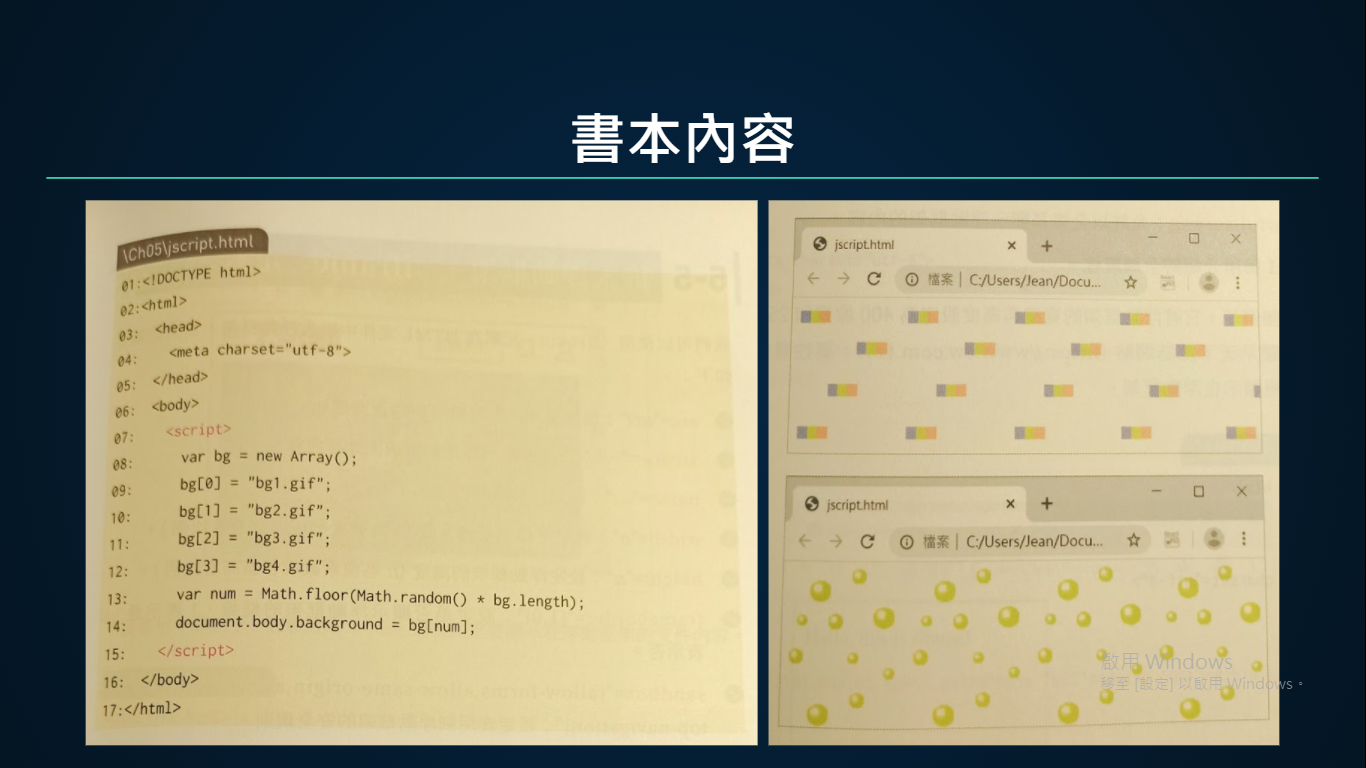 書本內容
\Ch05\jscript.html
01:<!DOCTYPE html>
02:<html>
03: <head>
04: <meta charset="utf-8">
05: </head>
06: <body>
07: <script>
08: var bg = new Array();
09: bg[0] = "bg1.gif";
10: bg[1] = "bg2.gif";
11: bg[2] = "bg3.gif";
12: bg[3] = "bg4.gif";
13: var num = Math.floor(Math.random() * bg.length);
14: document.body.background = bg[num];
15: </script>
16: </body>
17:</html>
jscript.html
檔案 | C:/Users/Jean/Docu...
jscript.html
檔案 | C:/Users/Jean/Docu...
啟用 Windows
移至 [設定] 以啟用 Windows。